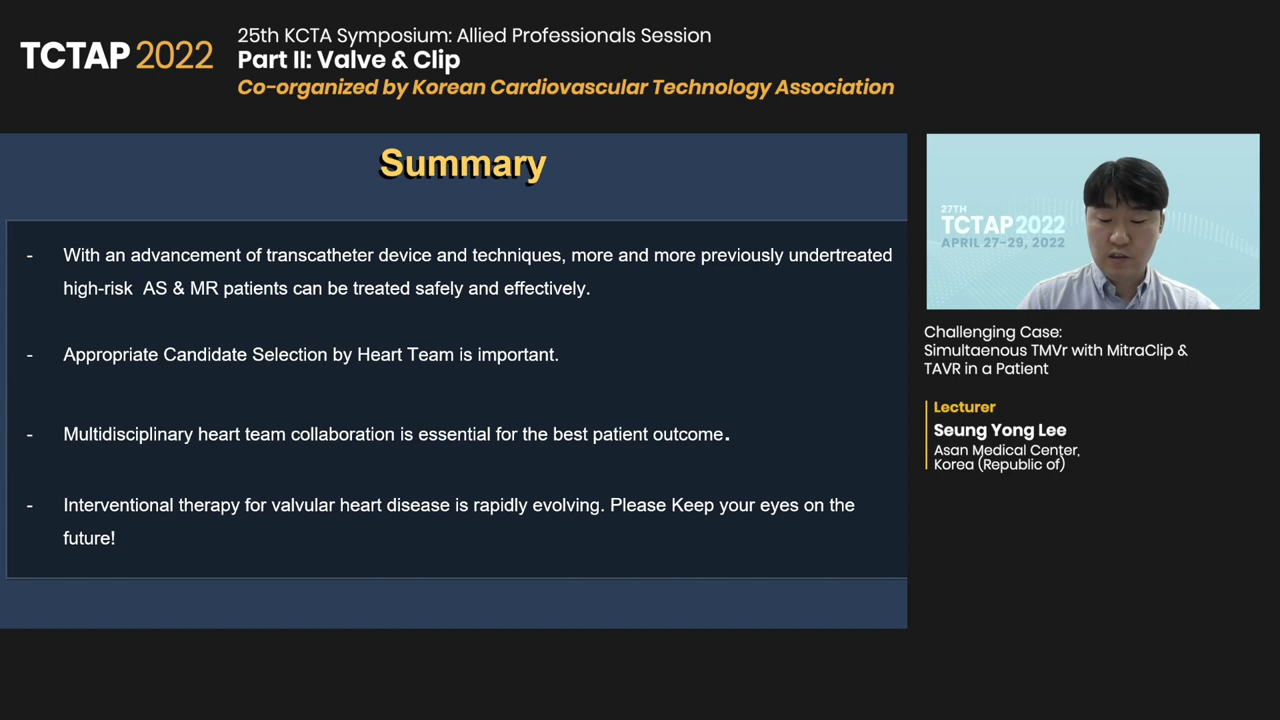 TCTAP 2022
25th KCTA Symposium: Allied Professionals Session
Part II: Valve & Clip
Co-organized by Korean Cardiovascular Technology Association
Summary
- With an advancement of transcatheter device and techniques, more and more previously undertreated
high-risk AS & MR patients can be treated safely and effectively.
- Appropriate Candidate Selection by Heart Team is important.
- Multidisciplinary heart team collaboration is essential for the best patient outcome.
- Interventional therapy for valvular heart disease is rapidly evolving. Please Keep your eyes on the
future!
27TH
TCTAP 2022
APRIL 27-29, 2022
Challenging Case:
Simultaenous TMVr with MitraClip &
TAVR in a Patient
Lecturer
Seung Yong Lee
Asan Medical Center,
Korea (Republic of)